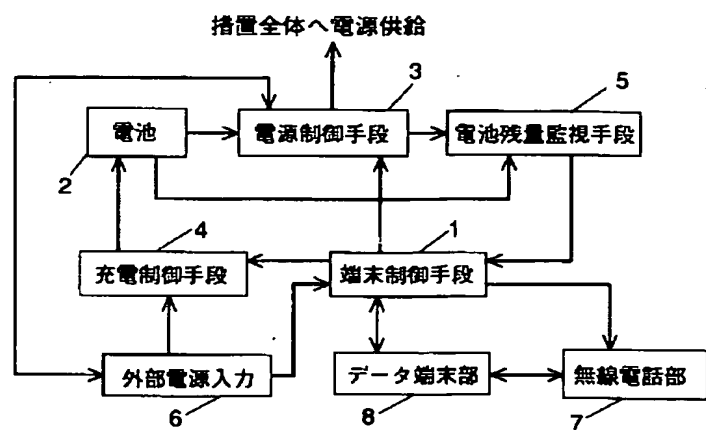 措置全体へ電源供給
3
5
電池
電源制御手段
電池残量監視手段
2
4
1
充電制御手段
端末制御手段
外部電源入力
データ端末部
無線電話部
6
8
7